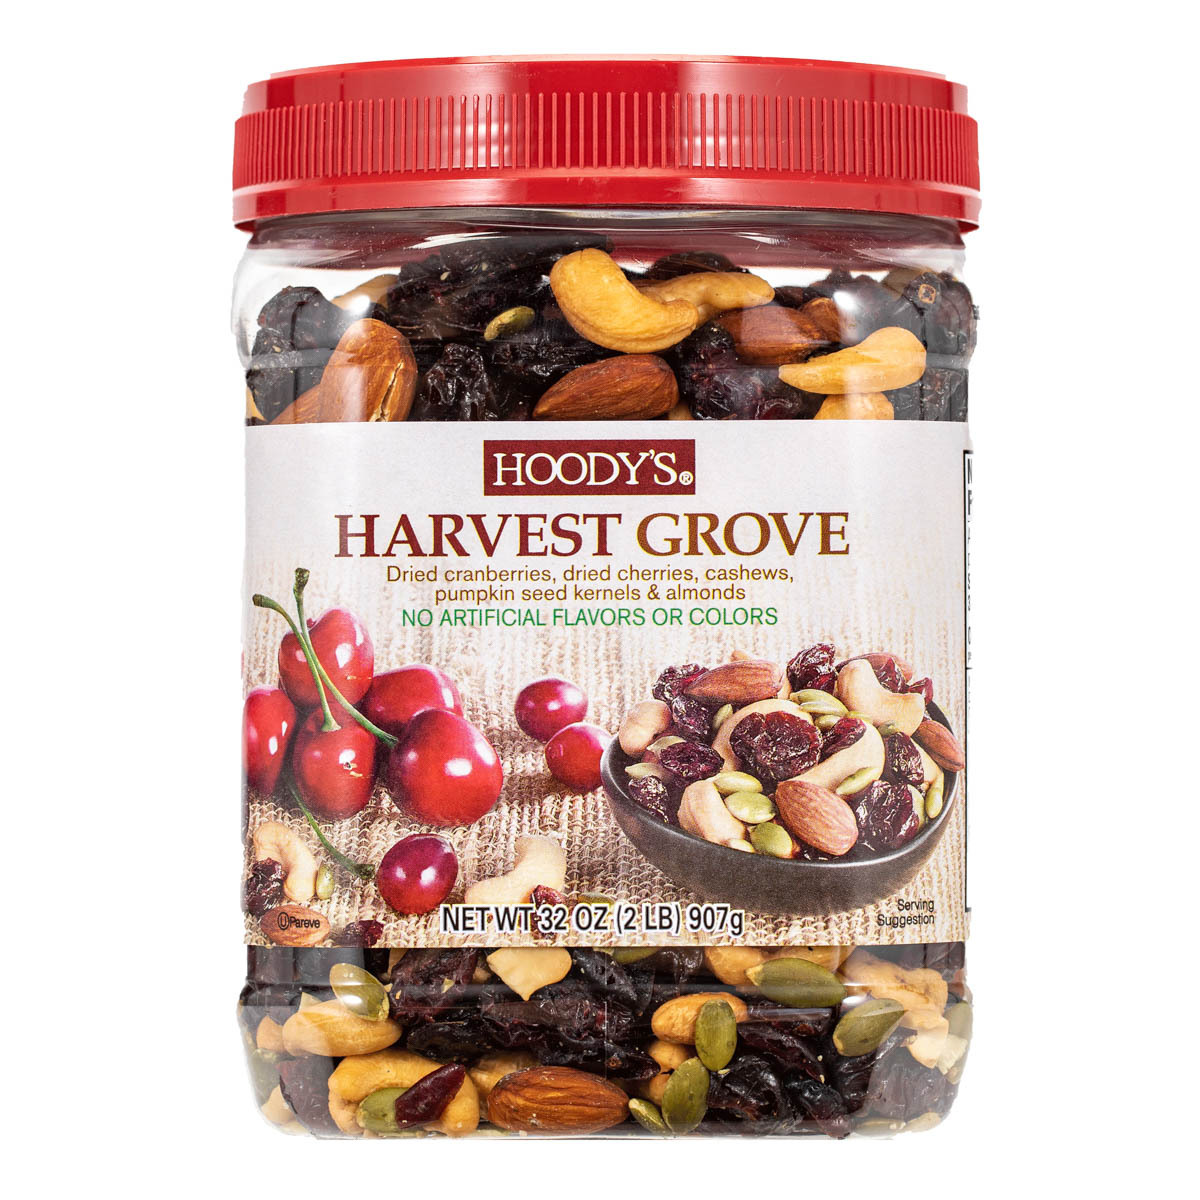 HOODY'S®
HARVEST GROVE
Dried cranberries, dried cherries, cashews,
pumpkin seed kernels & almonds
NO ARTIFICIAL FLAVORS OR COLORS
Serving
Suggestion
U Pareve
NET WT 32 OZ (2 LB) 907g